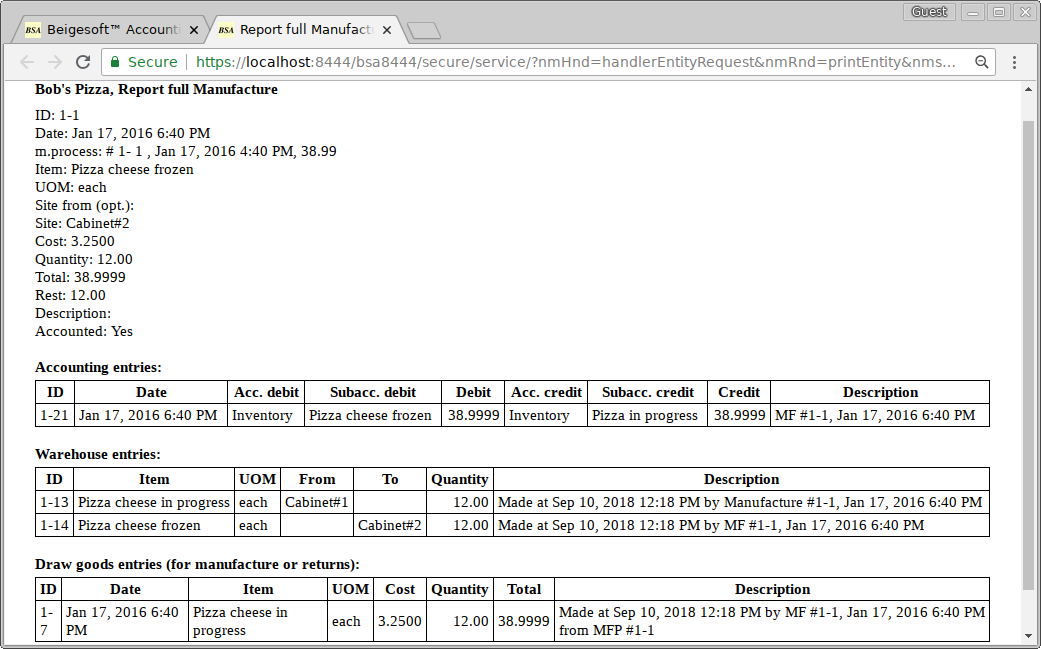 Guest
BSA Beigesoft™ Account
BSA Report full Manufact
Secure https://localhost:8444/bsa8444/secure/service/?nmHnd=handlerEntityRequest&nmRnd=printEntity&nms...
Bob's Pizza, Report full Manufacture
ID: 1-1
Date: Jan 17, 2016 6:40 PM
m.process: # 1- 1 , Jan 17, 2016 4:40 PM, 38.99
Item: Pizza cheese frozen
UOM: each
Site from (opt.):
Site: Cabinet#2
Cost: 3.2500
Quantity: 12.00
Total: 38.9999
Rest: 12.00
Description:
Accounted: Yes
Accounting entries:
ID Date Acc. debit Subacc. debit Debit Acc. credit Subacc. credit Credit Description
1-21 Jan 17, 2016 6:40 PM Inventory Pizza cheese frozen 38.9999 Inventory Pizza in progress 38.9999 MF #1-1, Jan 17, 2016 6:40 PM
Warehouse entries:
ID Item UOM From To Quantity Description
1-13 Pizza cheese in progress each Cabinet#1 12.00 Made at Sep 10, 2018 12:18 PM by Manufacture #1-1, Jan 17, 2016 6:40 PM
1-14 Pizza cheese frozen each Cabinet#2 12.00 Made at Sep 10, 2018 12:18 PM by MF #1-1, Jan 17, 2016 6:40 PM
Draw goods entries (for manufacture or returns):
ID Date Item UOM Cost Quantity Total Description
1- Jan 17, 2016 6:40 Pizza cheese in each 3.2500 12.00 38.9999 Made at Sep 10, 2018 12:18 PM by MF #1-1, Jan 17, 2016 6:40 PM
7 PM progress from MFP #1-1